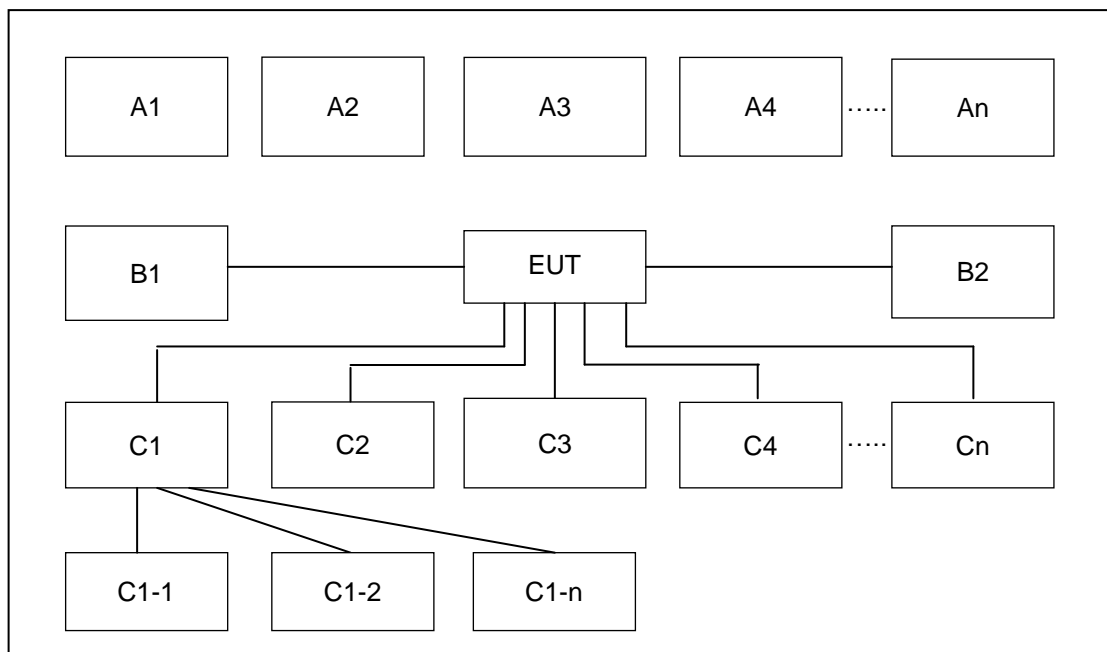 A1 A2 A3 A4 ..... An
B1 EUT B2
C1 C2 C3 C4 ..... Cn
C1-1 C1-2 C1-n